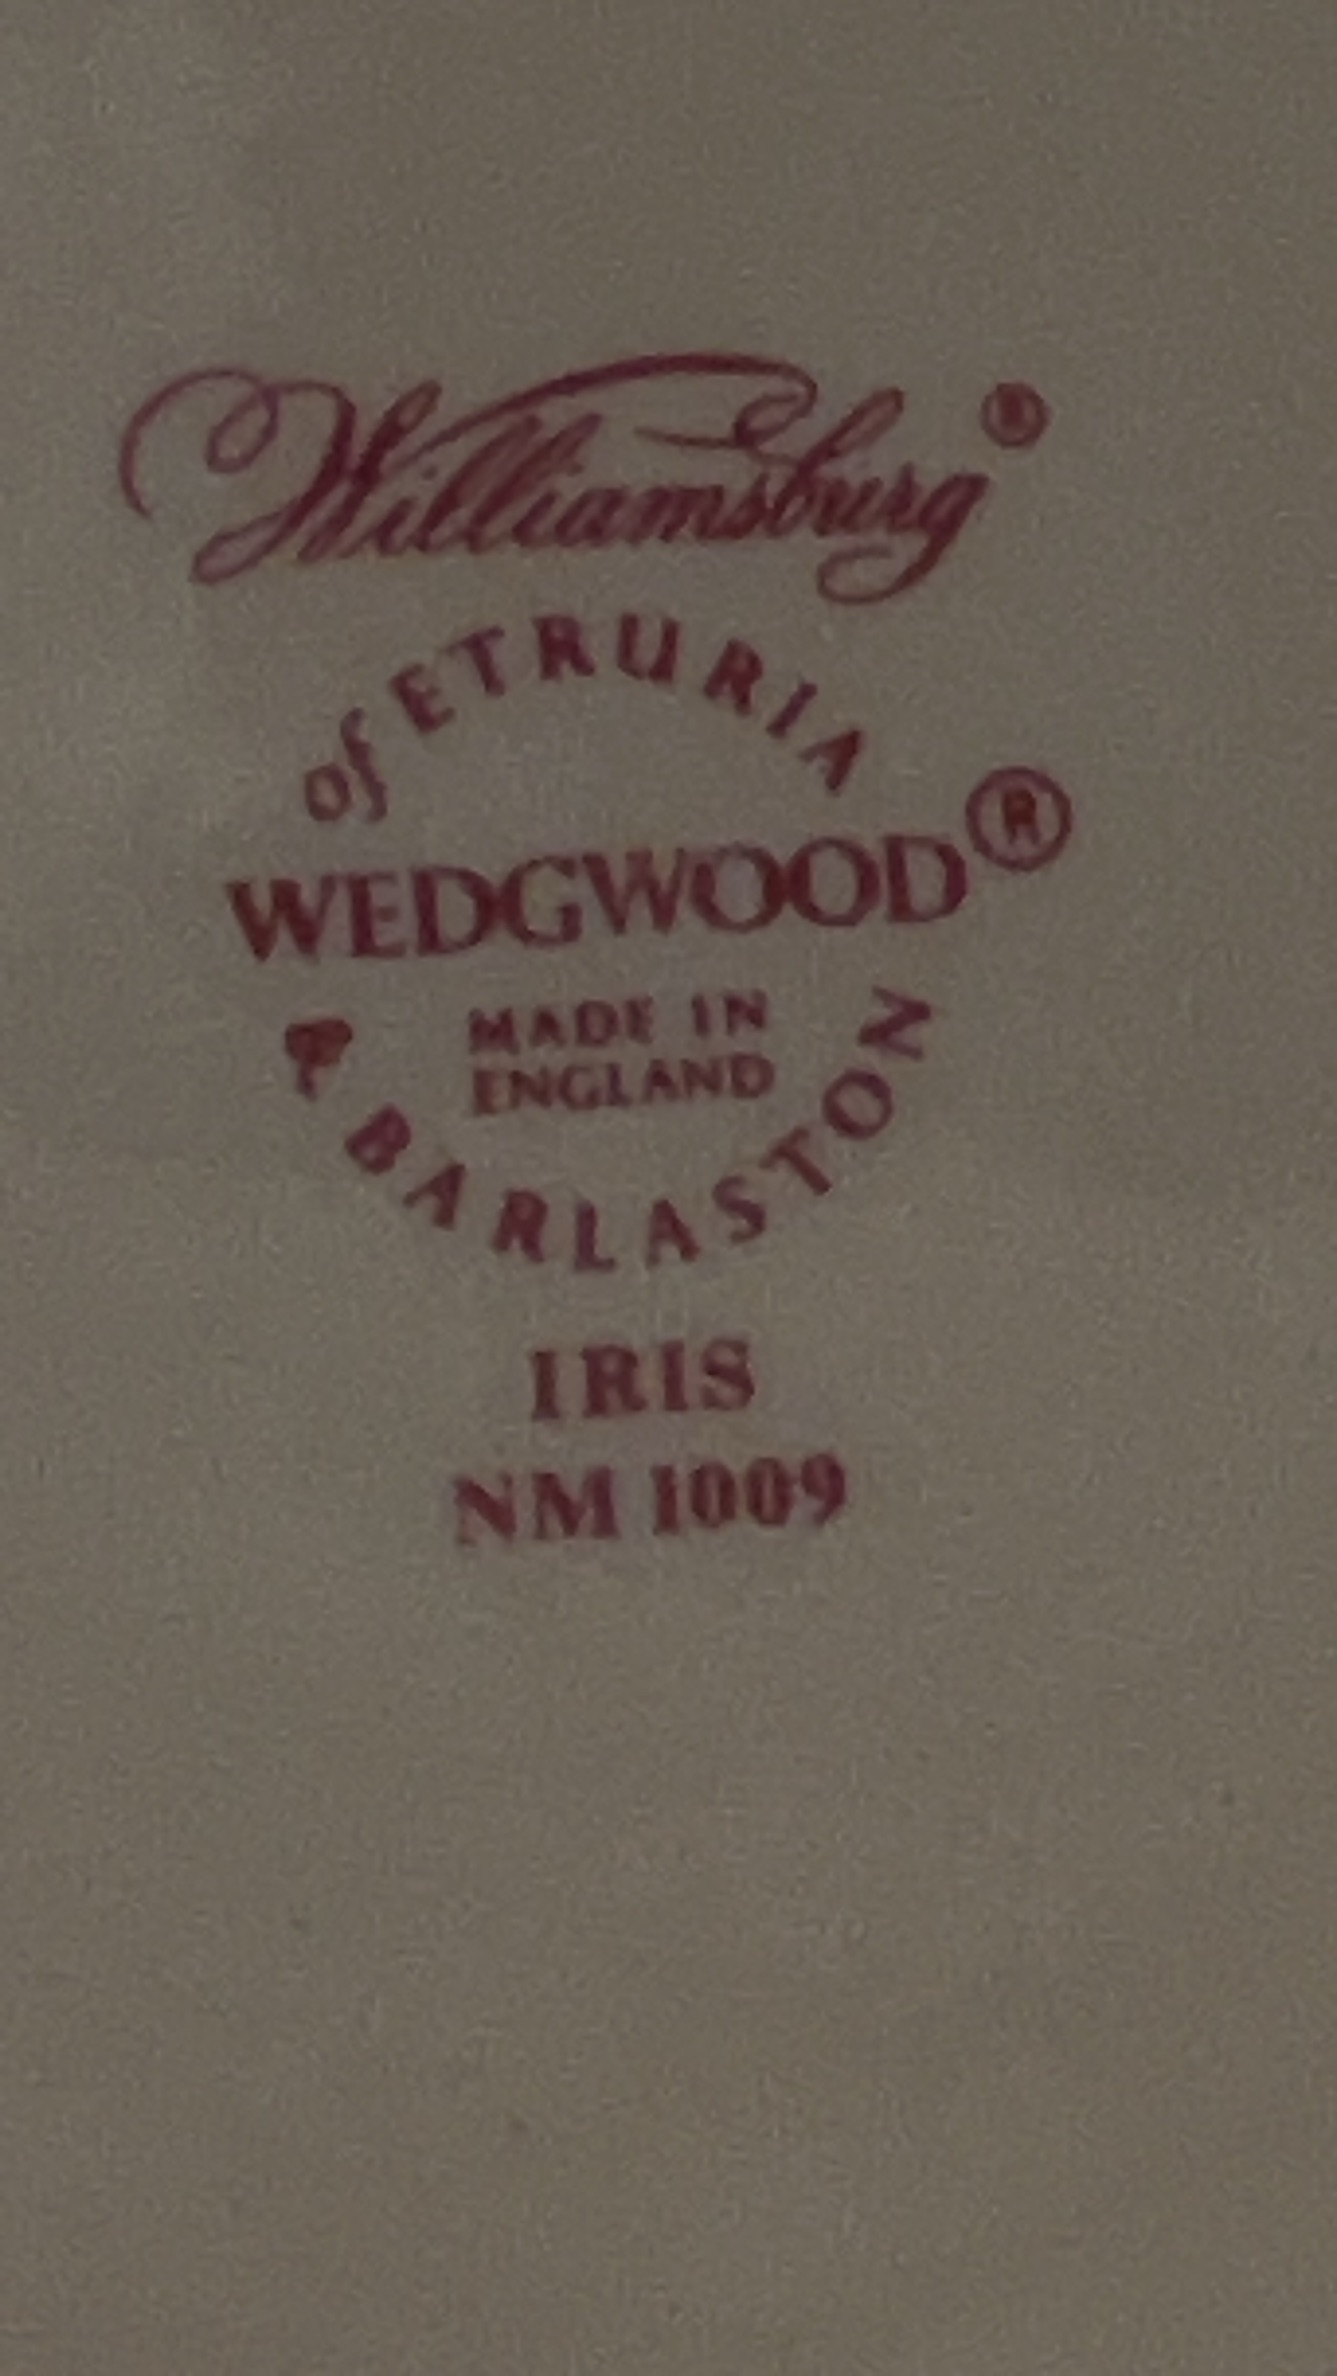 Williamsburg®
of ETRURIA
WEDGWOOD®
MADE IN
ENGLAND
& BARLASTON
IRIS
NM 1009